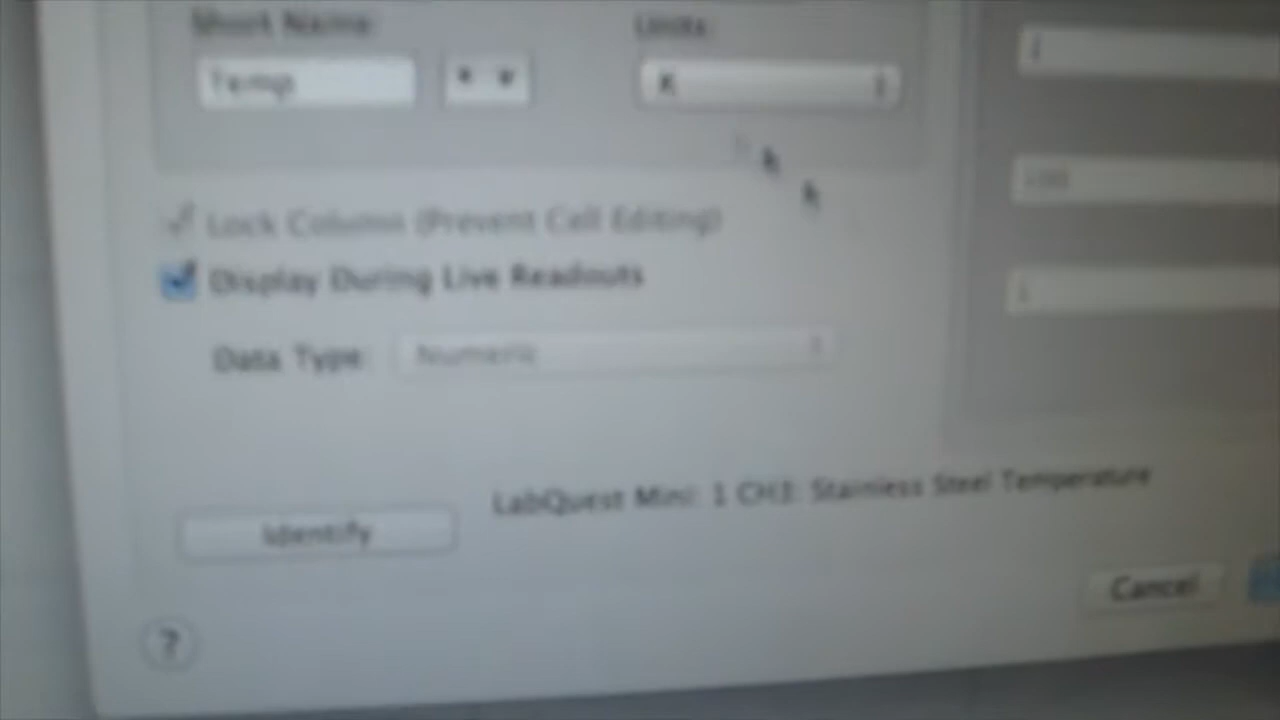 Short Name:
Units:
Temp
K
Lock Column (Prevent Cell Editing)
Display During Live Readouts
Data Type:
Numeric
LabQuest Mini: 1 CH3: Stainless Steel Temperature
Identify
Cancel
?